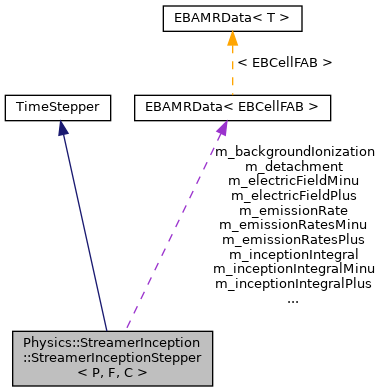 EBAMRData< T >
< EBCellFAB >
TimeStepper
EBAMRData< EBCellFAB >
m_backgroundIonization
m_detachment
m_electricFieldMinu
m_electricFieldPlus
m_emissionRate
m_emissionRatesMinu
m_emissionRatesPlus
m_inceptionIntegral
m_inceptionIntegralMinu
m_inceptionIntegralPlus
...
Physics::StreamerInception
::StreamerInceptionStepper
< P, F, C >